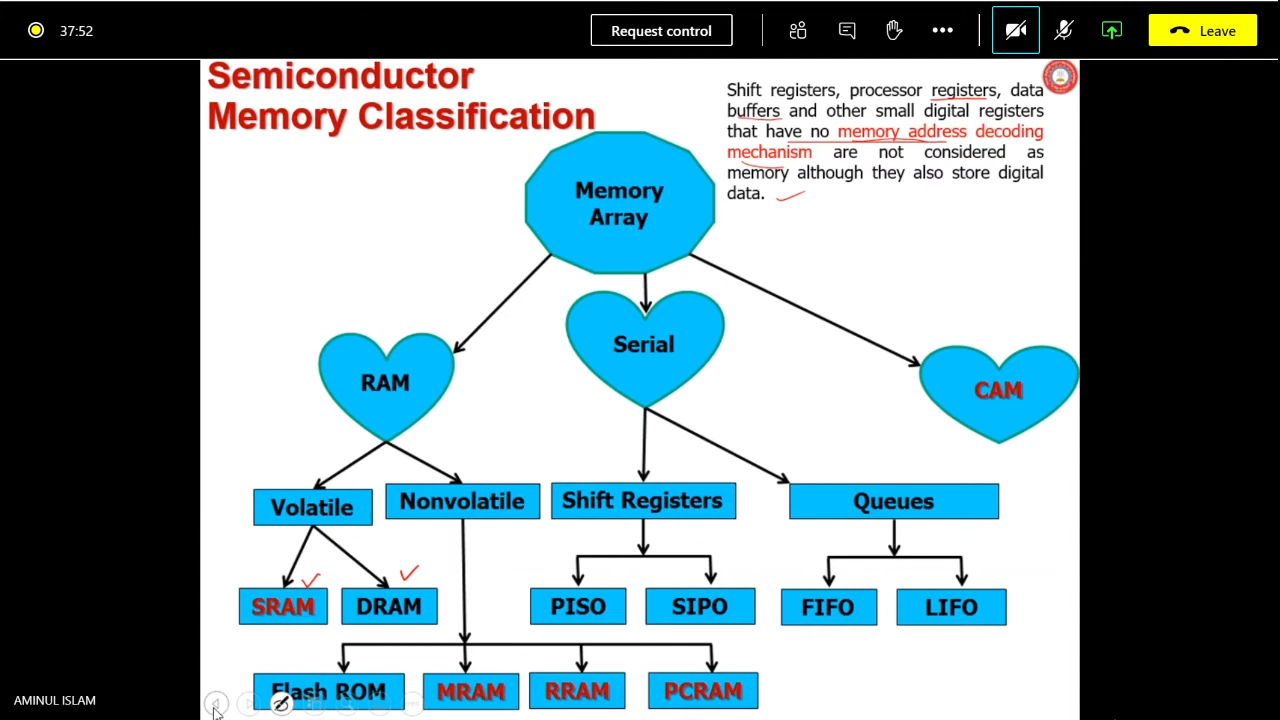 37:52
Request control
Leave
Semiconductor
Memory Classification
Shift registers, processor registers, data
buffers and other small digital registers
that have no memory address decoding
mechanism are not considered as
memory although they also store digital
data.
Memory
Array
RAM
Serial
CAM
Volatile
Nonvolatile
Shift Registers
Queues
SRAM
DRAM
PISO
SIPO
FIFO
LIFO
Flash ROM
MRAM
RRAM
PCRAM
AMINUL ISLAM